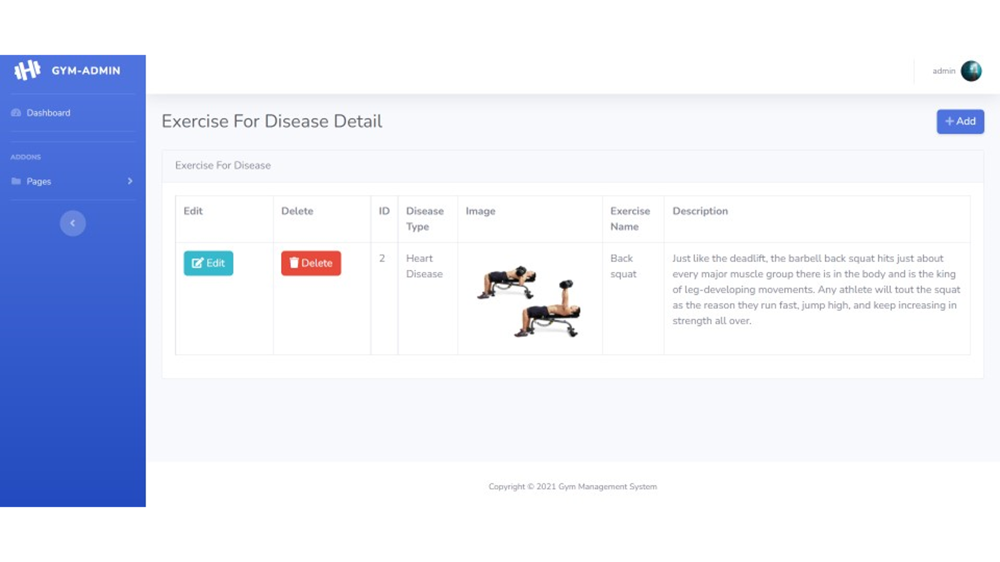 GYM-ADMIN
admin
Dashboard
ADDONS
Pages
Exercise For Disease Detail
Add
Exercise For Disease
Edit
Delete
ID
Disease
Type
Image
Exercise
Name
Description
Edit
Delete
2
Heart
Disease
Back
squat
Just like the deadlift, the barbell back squat hits just about
every major muscle group there is in the body and is the king
of leg-developing movements. Any athlete will tout the squat
as the reason they run fast, jump high, and keep increasing in
strength all over.
Copyright © 2021 Gym Management System